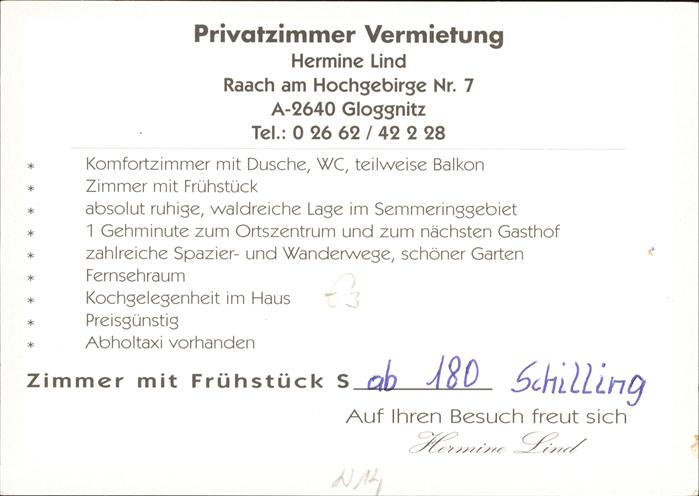 Privatzimmer Vermietung
Hermine Lind
Raach am Hochgebirge Nr. 7
A-2640 Gloggnitz
Tel.: 0 26 62 / 42 2 28
* Komfortzimmer mit Dusche, WC, teilweise Balkon
* Zimmer mit Frühstück
* absolut ruhige, waldreiche Lage im Semmeringgebiet
* 1 Gehminute zum Ortszentrum und zum nächsten Gasthof
* zahlreiche Spazier- und Wanderwege, schöner Garten
* Fernsehraum
* Kochgelegenheit im Haus
* Preisgünstig
* Abholtaxi vorhanden
Zimmer mit Frühstück S ab 180 Schilling
Auf Ihren Besuch freut sich
Hermine Lind